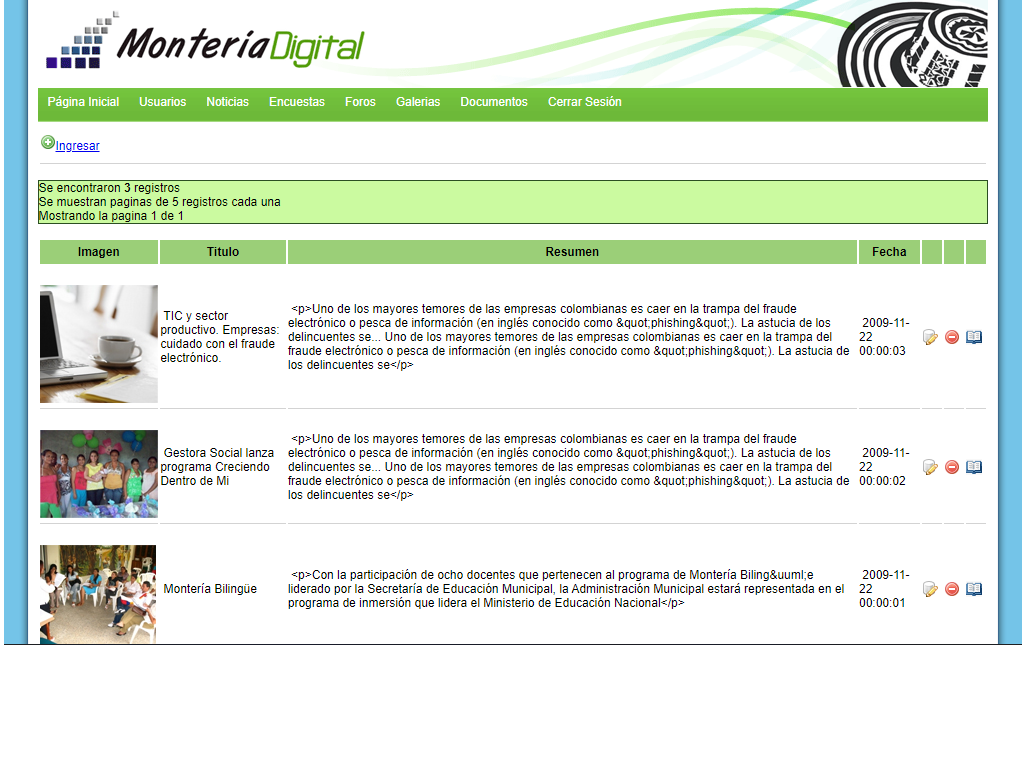 MonteríaDigital
Página Inicial Usuarios Noticias Encuestas Foros Galerias Documentos Cerrar Sesión
Ingresar
Se encontraron 3 registros
Se muestran paginas de 5 registros cada una
Mostrando la pagina 1 de 1
Imagen Titulo Resumen Fecha
TIC y sector
productivo. Empresas:
cuidado con el fraude
electrónico.
<p>Uno de los mayores temores de las empresas colombianas es caer en la trampa del fraude
electrónico o pesca de información (en inglés conocido como &quot;phishing&quot;). La astucia de los
delincuentes se... Uno de los mayores temores de las empresas colombianas es caer en la trampa del
fraude electrónico o pesca de información (en inglés conocido como &quot;phishing&quot;). La astucia de
los delincuentes se</p>
2009-11-
22
00:00:03
Gestora Social lanza
programa Creciendo
Dentro de Mi
<p>Uno de los mayores temores de las empresas colombianas es caer en la trampa del fraude
electrónico o pesca de información (en inglés conocido como &quot;phishing&quot;). La astucia de los
delincuentes se... Uno de los mayores temores de las empresas colombianas es caer en la trampa del
fraude electrónico o pesca de información (en inglés conocido como &quot;phishing&quot;). La astucia de
los delincuentes se</p>
2009-11-
22
00:00:02
Montería Bilingüe
<p>Con la participación de ocho docentes que pertenecen al programa de Montería Biling&uuml;e
liderado por la Secretaría de Educación Municipal, la Administración Municipal estará representada en el
programa de inmersión que lidera el Ministerio de Educación Nacional</p>
2009-11-
22
00:00:01